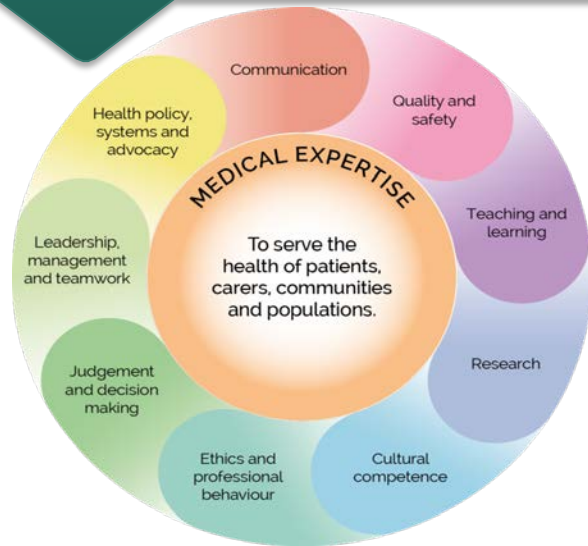 Communication
Quality and
safety
Teaching and
learning
Research
Cultural
competence
Ethics and
professional
behaviour
Judgement
and decision
making
Leadership,
management
and teamwork
Health policy,
systems and
advocacy
MEDICAL EXPERTISE
To serve the
health of patients,
carers, communities
and populations.